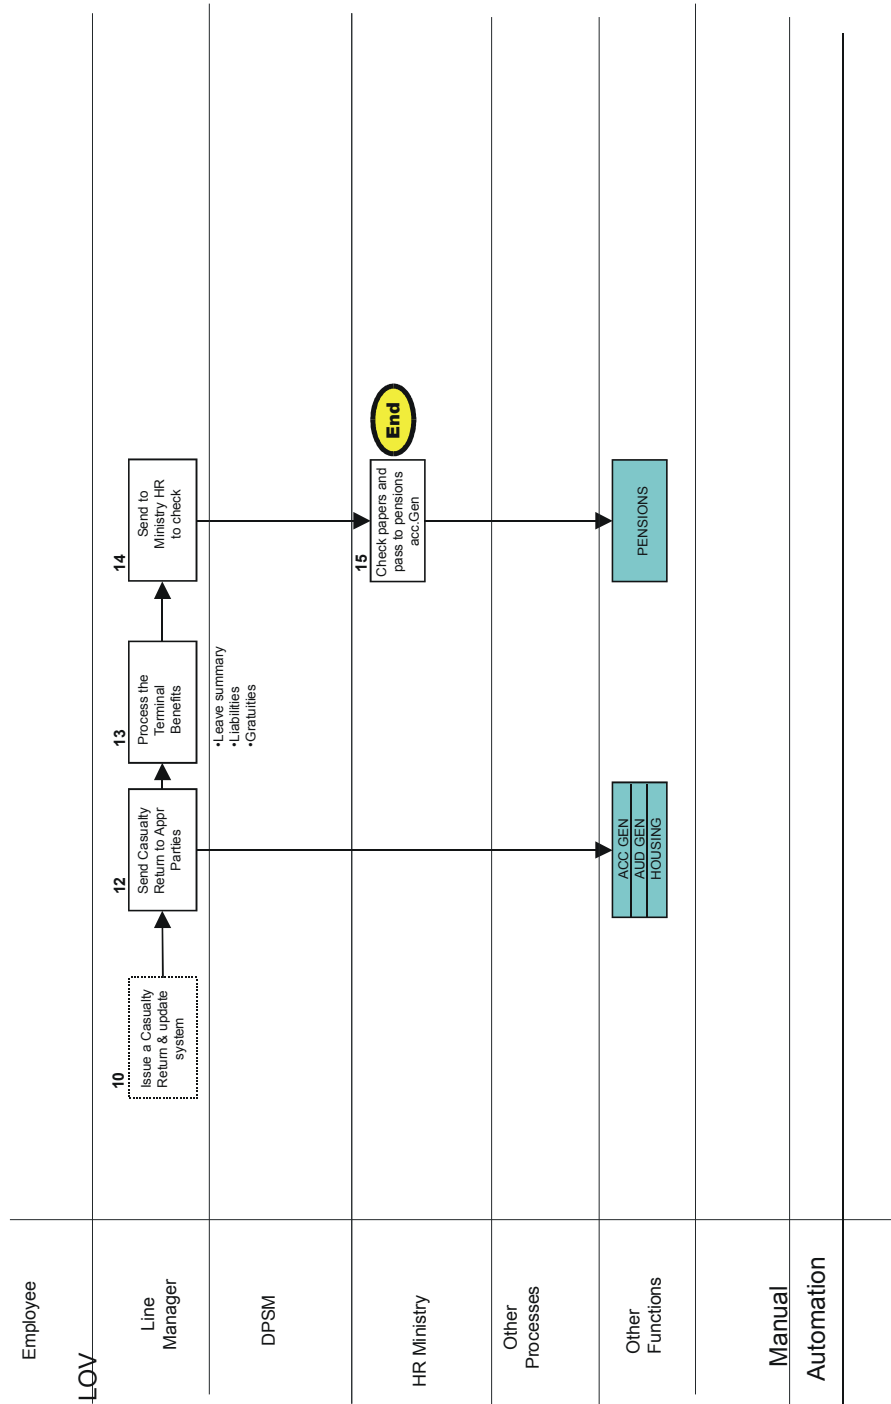 Employee
LOV
Line
Manager
10
Issue a Casualty
Return & update
system
12
Send Casualty
Return to Appr
Parties
13
Process the
Terminal
Benefits
14
Send to
Ministry HR
to check
DPSM
•Leave summary
•Liabilities
•Gratuities
HR Ministry
15
Check papers and
pass to pensions
acc.Gen
End
Other
Processes
Other
Functions
ACC GEN
AUD GEN
HOUSING
PENSIONS
Manual
Automation